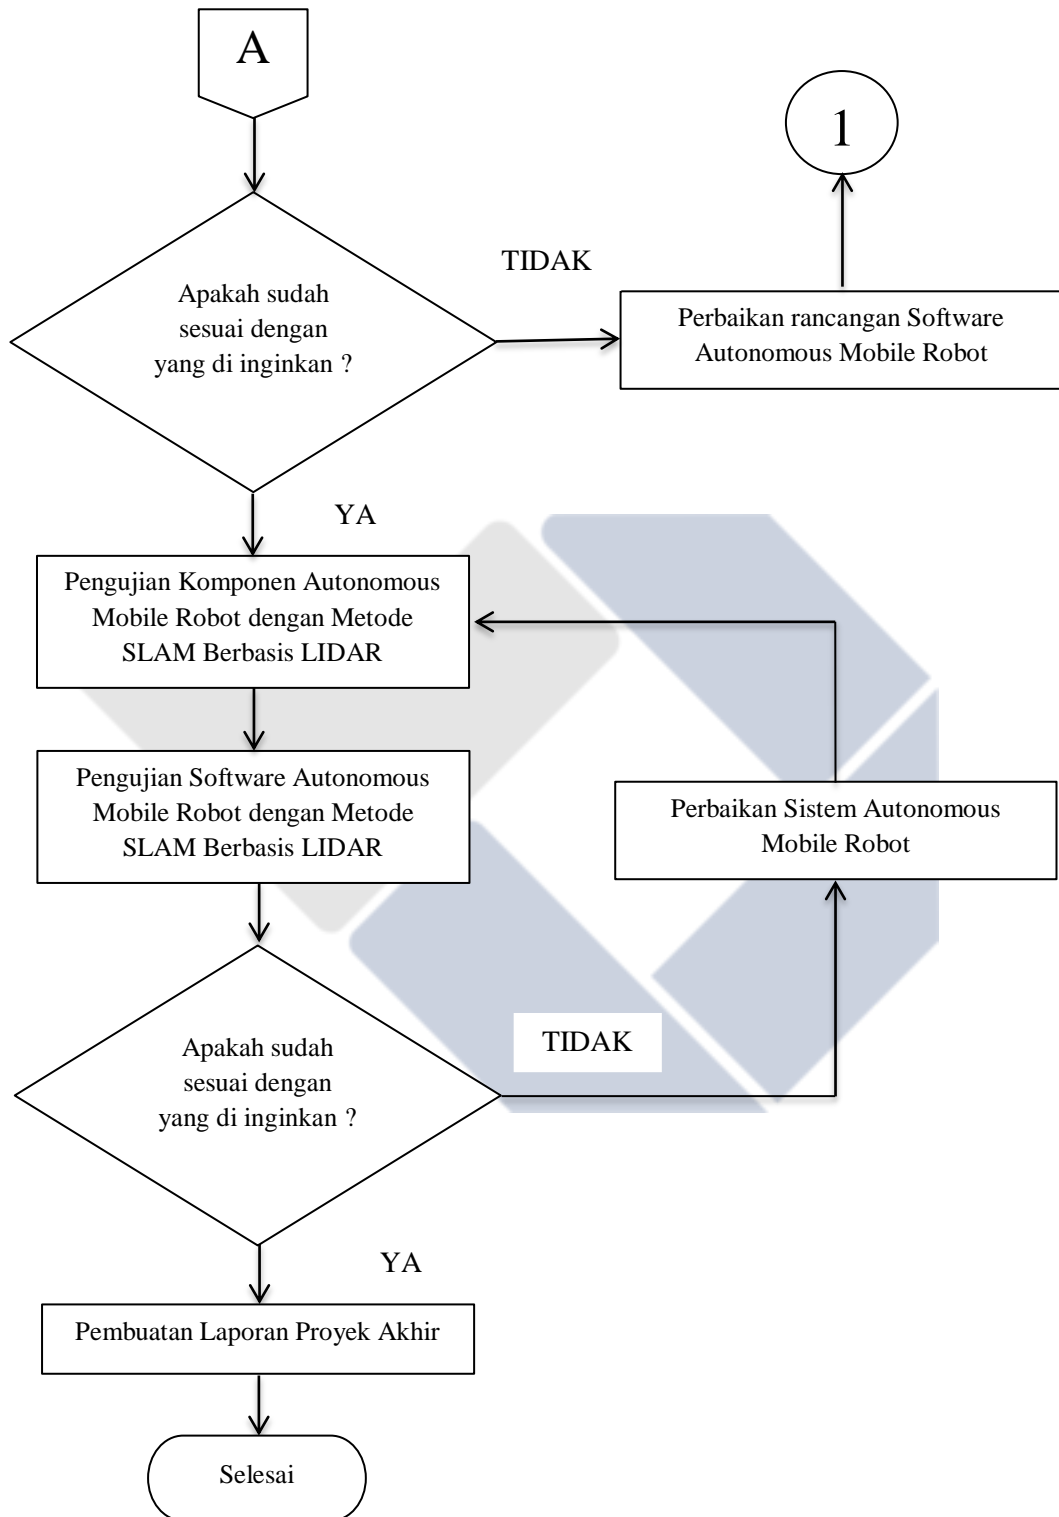 A
1
TIDAK
Apakah sudah
sesuai dengan
yang di inginkan ?
Perbaikan rancangan Software
Autonomous Mobile Robot
YA
Pengujian Komponen Autonomous
Mobile Robot dengan Metode
SLAM Berbasis LIDAR
Pengujian Software Autonomous
Mobile Robot dengan Metode
SLAM Berbasis LIDAR
Perbaikan Sistem Autonomous
Mobile Robot
TIDAK
Apakah sudah
sesuai dengan
yang di inginkan ?
YA
Pembuatan Laporan Proyek Akhir
Selesai